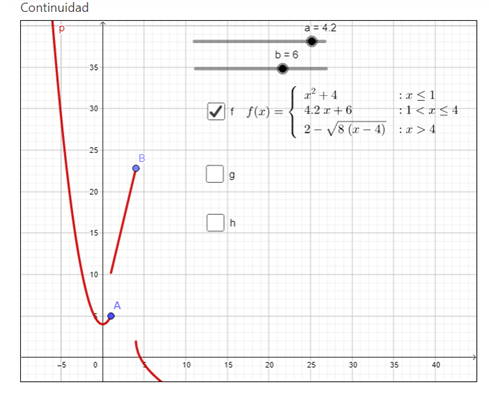 Continuidad
p
a = 4.2
b = 6
f f(x) = { x² + 4 : x ≤ 1
4.2 x + 6 : 1 < x ≤ 4
2 − √(8 (x − 4)) : x > 4
g
h
B
A
35
30
25
20
15
10
5
−5 0 5 10 15 20 25 30 35 40